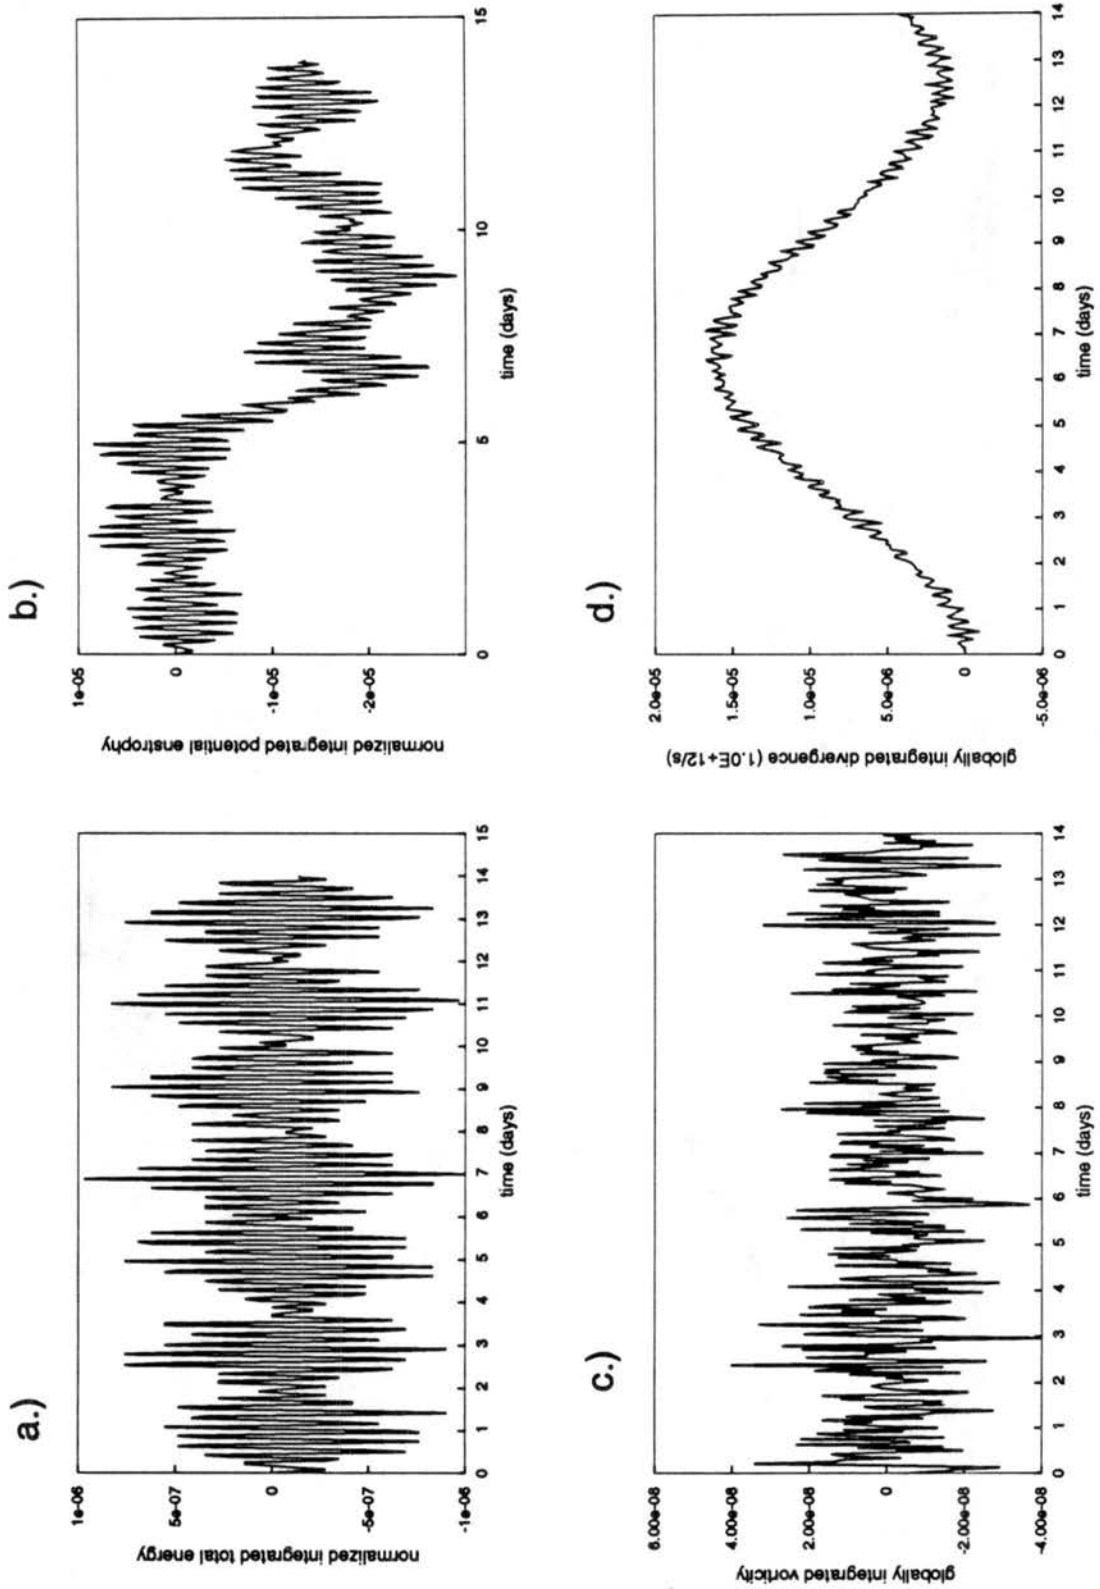 a.)
normalized integrated total energy
1e-06
5e-07
0
-5e-07
-1e-06
0 1 2 3 4 5 6 7 8 9 10 11 12 13 14 15
time (days)
b.)
normalized integrated potential enstrophy
1e-05
0
-1e-05
-2e-05
0 5 10 15
time (days)
c.)
globally integrated vorticity
6.00e-08
4.00e-08
2.00e-08
0
-2.00e-08
-4.00e-08
0 1 2 3 4 5 6 7 8 9 10 11 12 13 14
time (days)
d.)
globally integrated divergence (1.0E+12/s)
2.0e-05
1.5e-05
1.0e-05
5.0e-06
0
-5.0e-06
0 1 2 3 4 5 6 7 8 9 10 11 12 13 14
time (days)